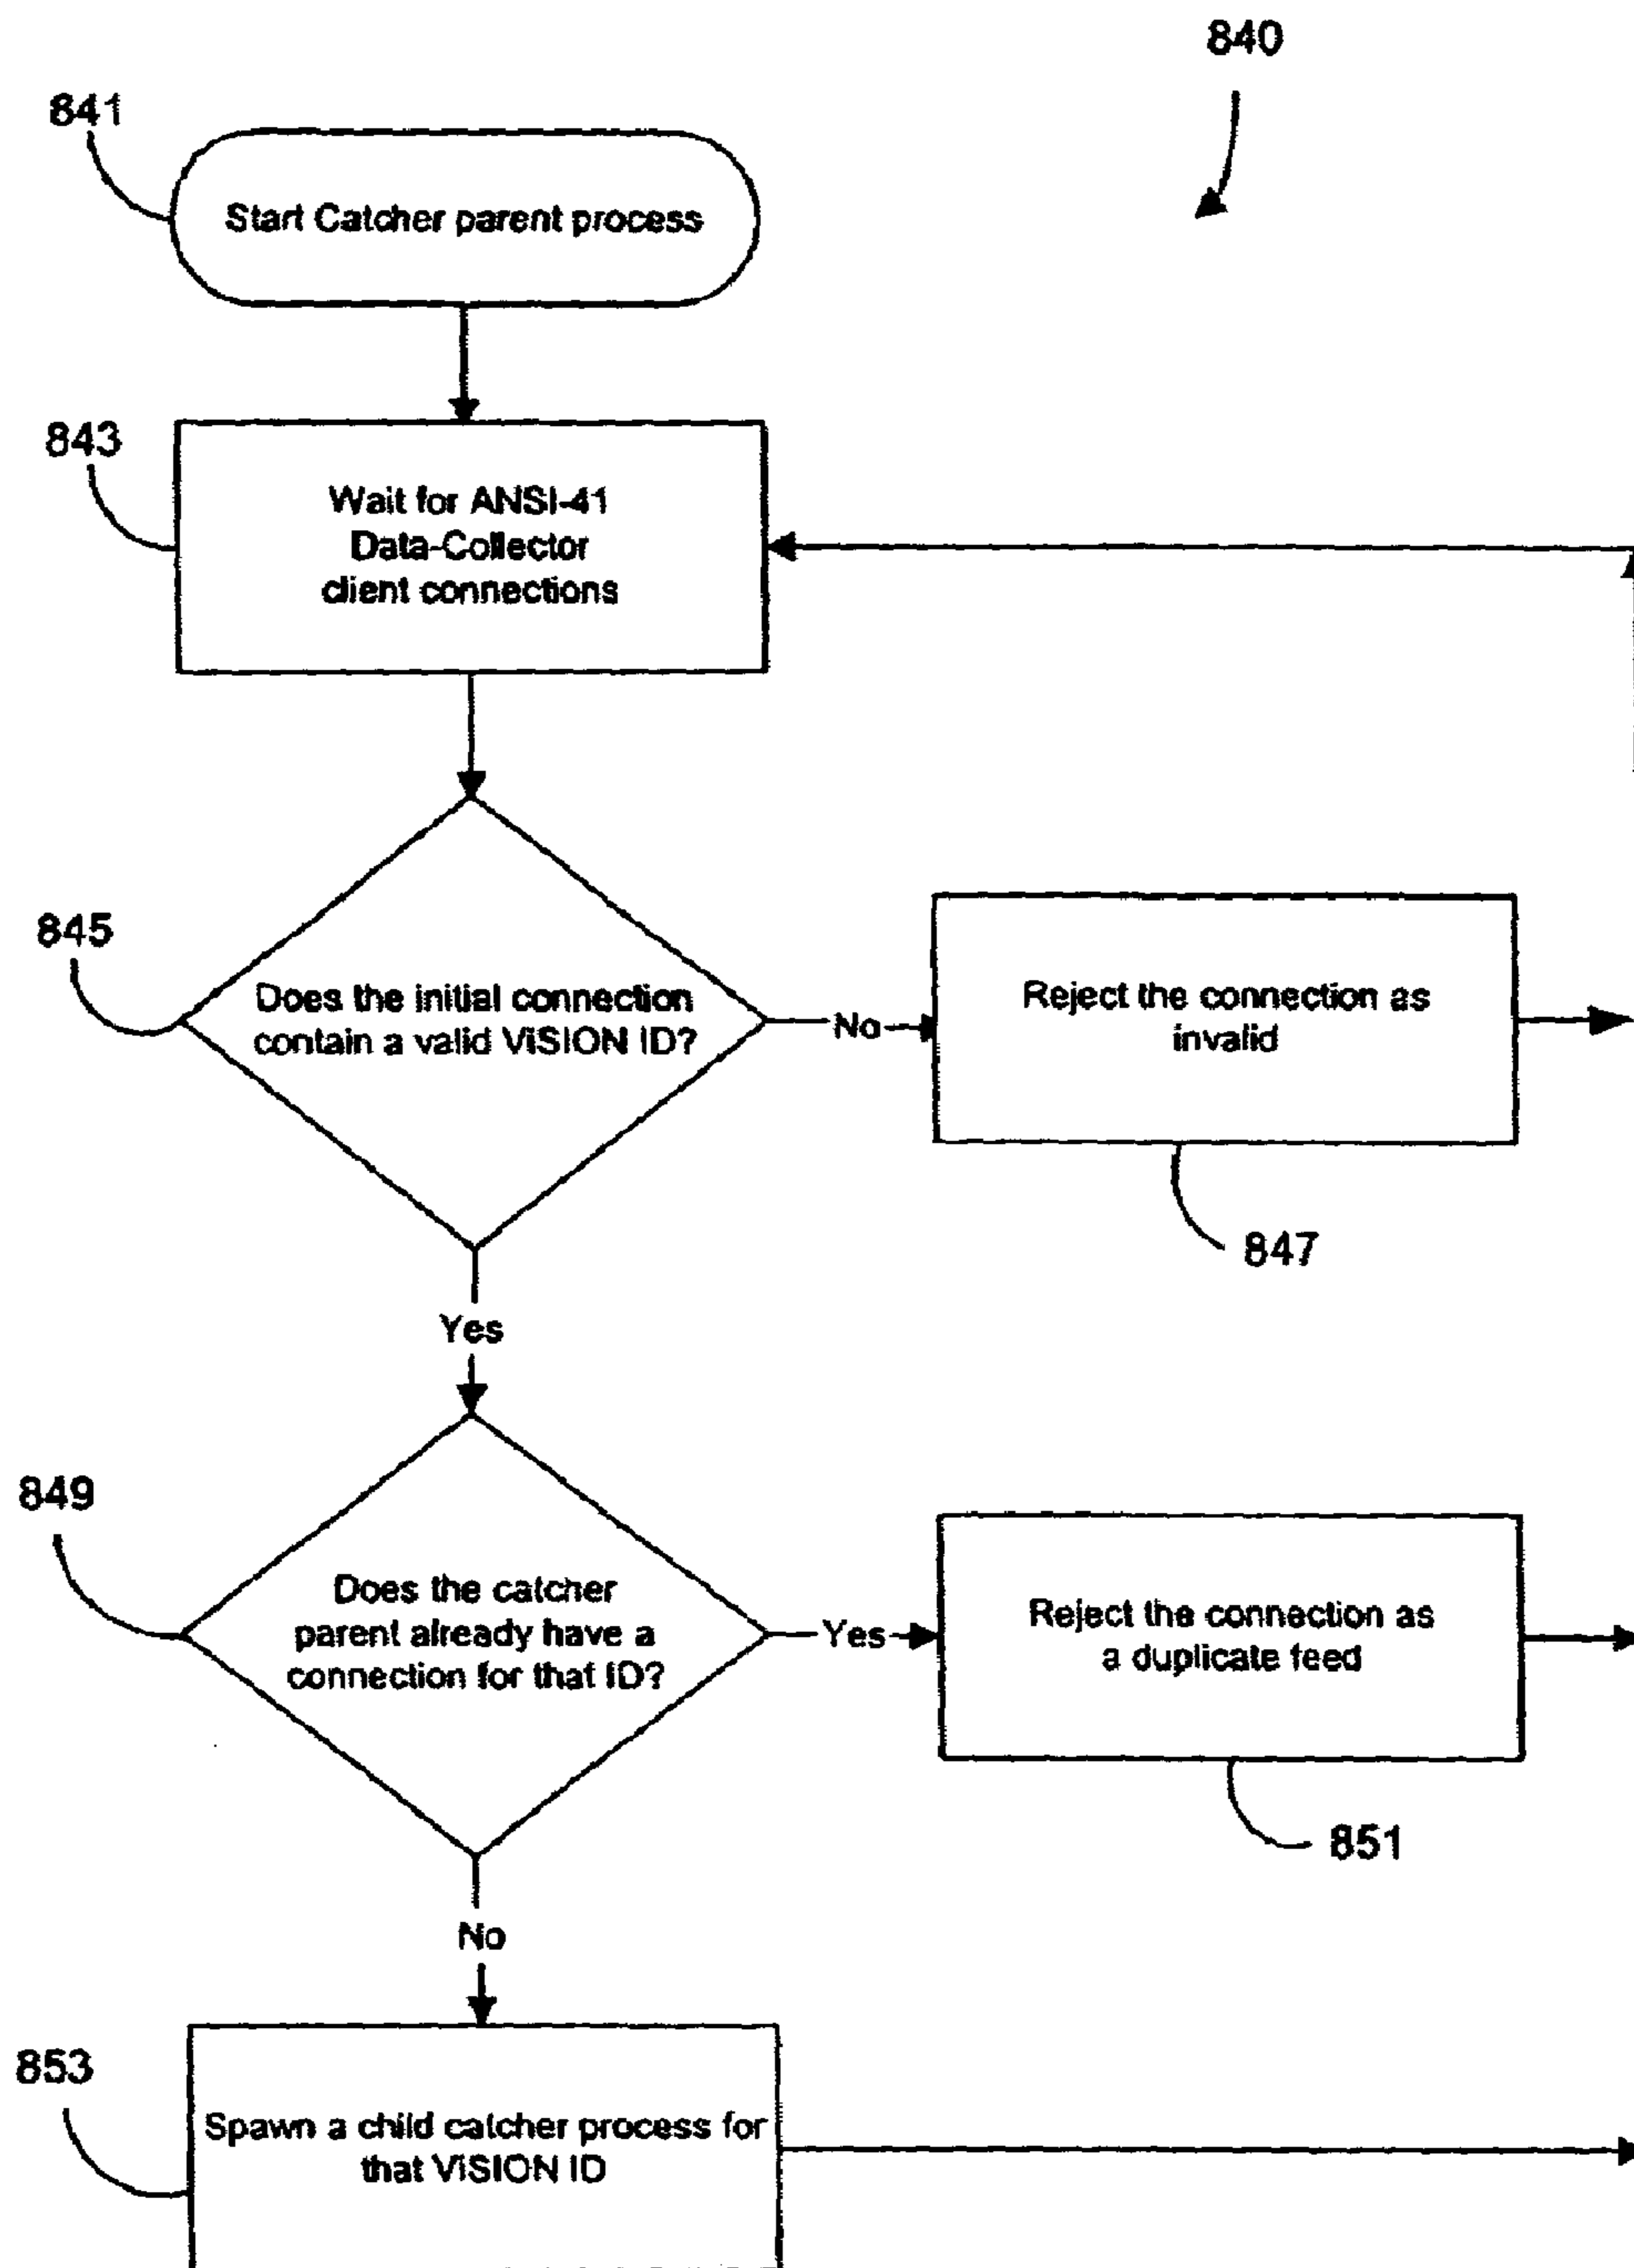 840
841
Start Catcher parent process
843
Wait for ANSI-41
Data-Collector
client connections
845
Does the initial connection
contain a valid ViSION ID?
No
Reject the connection as
invalid
847
Yes
849
Does the catcher
parent already have a
connection for that ID?
Yes
Reject the connection as
a duplicate feed
851
No
853
Spawn a child catcher process for
that ViSION ID